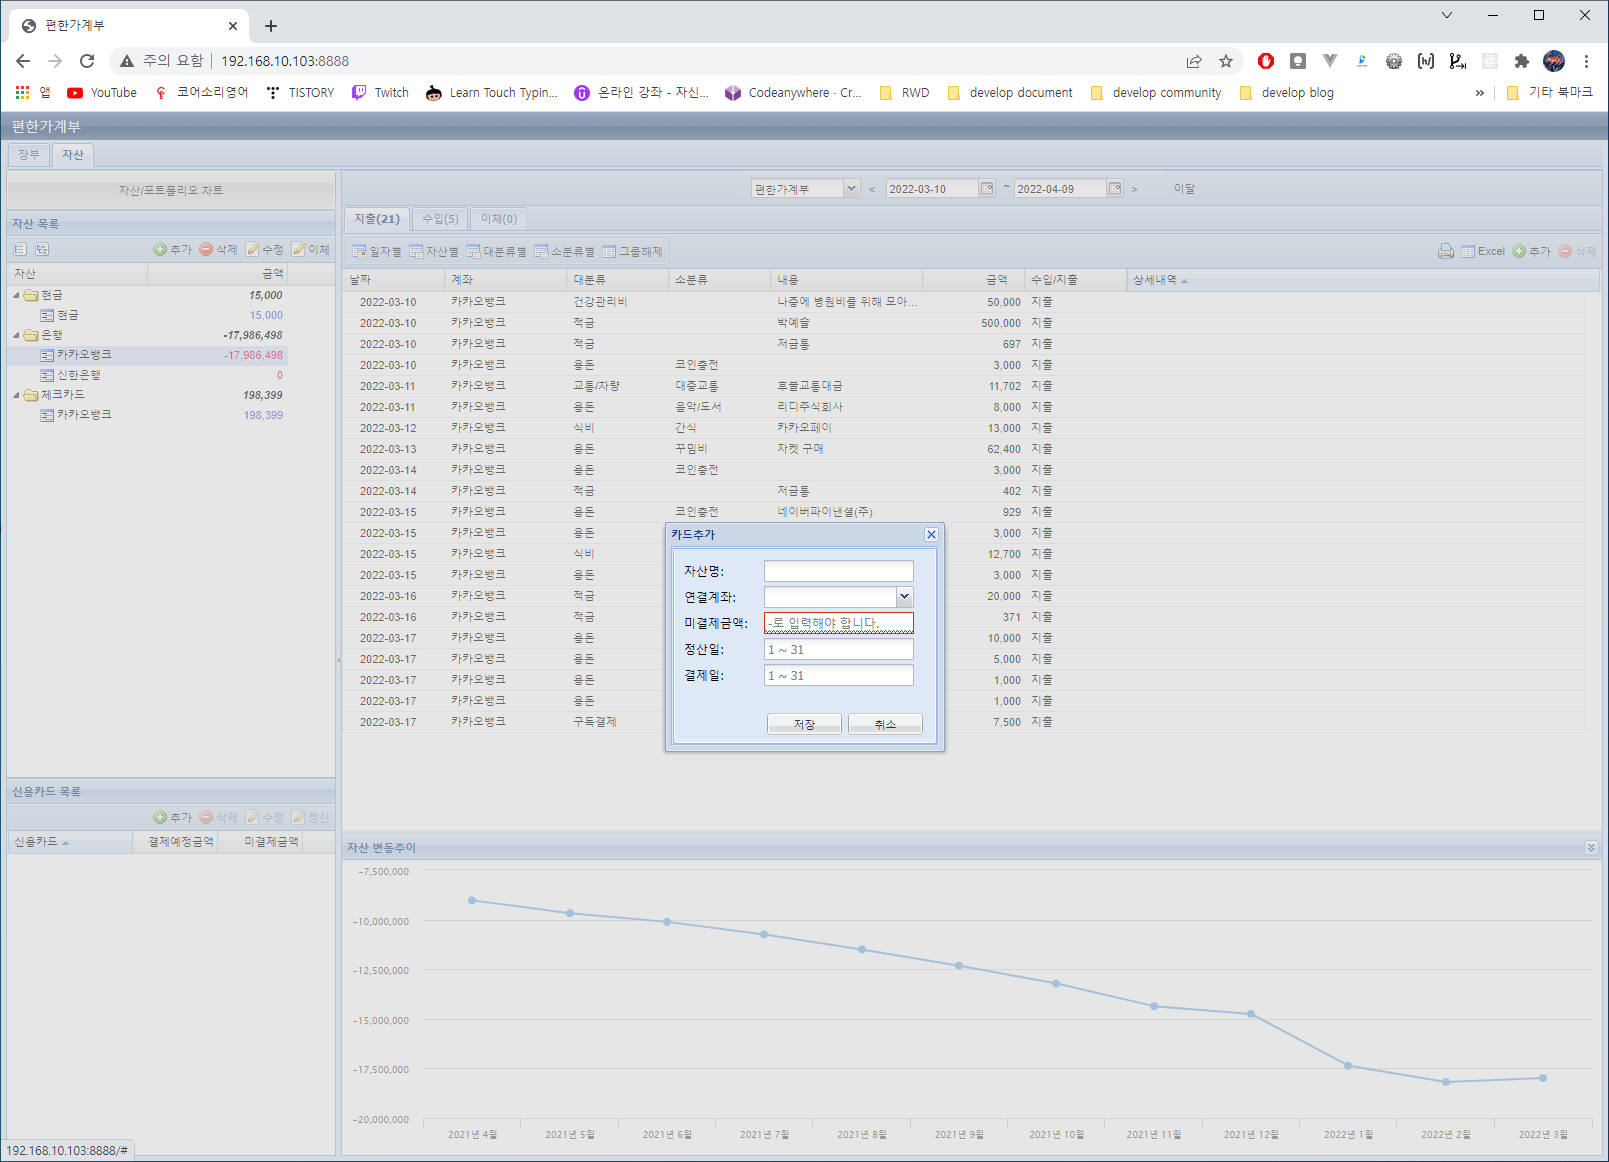 편한가계부
주의 요함 192.168.10.103:8888
앱 YouTube 코어소리영어 TISTORY Twitch Learn Touch Typin... 온라인 강좌 - 자신... Codeanywhere · Cr... RWD develop document develop community develop blog » 기타 북마크
편한가계부
장부 자산
자산/포트폴리오 차트
자산 목록
추가 삭제 수정 이체
자산 금액
현금 15,000
현금 15,000
은행 -17,986,498
카카오뱅크 -17,986,498
신한은행 0
체크카드 198,399
카카오뱅크 198,399
신용카드 목록
추가 삭제 수정 정산
신용카드 결제예정금액 미결제금액
편한가계부 < 2022-03-10 ~ 2022-04-09 > 이달
지출(21) 수입(5) 이체(0)
일자별 자산별 대분류별 소분류별 그룹해제 Excel 추가 삭제
날짜 계좌 대분류 소분류 내용 금액 수입/지출 상세내역
2022-03-10 카카오뱅크 건강관리비 나중에 병원비를 위해 모아... 50,000 지출
2022-03-10 카카오뱅크 적금 박예슬 500,000 지출
2022-03-10 카카오뱅크 적금 저금통 697 지출
2022-03-10 카카오뱅크 용돈 코인충전 3,000 지출
2022-03-11 카카오뱅크 교통/차량 대중교통 후불교통대금 11,702 지출
2022-03-11 카카오뱅크 용돈 음악/도서 리디주식회사 8,000 지출
2022-03-12 카카오뱅크 식비 간식 카카오페이 13,000 지출
2022-03-13 카카오뱅크 용돈 꾸밈비 자켓 구매 62,400 지출
2022-03-14 카카오뱅크 용돈 코인충전 3,000 지출
2022-03-14 카카오뱅크 적금 저금통 402 지출
2022-03-15 카카오뱅크 용돈 코인충전 네이버파이낸셜(주) 929 지출
2022-03-15 카카오뱅크 용돈 3,000 지출
2022-03-15 카카오뱅크 식비 12,700 지출
2022-03-15 카카오뱅크 용돈 3,000 지출
2022-03-16 카카오뱅크 적금 20,000 지출
2022-03-16 카카오뱅크 적금 371 지출
2022-03-17 카카오뱅크 용돈 10,000 지출
2022-03-17 카카오뱅크 용돈 5,000 지출
2022-03-17 카카오뱅크 용돈 1,000 지출
2022-03-17 카카오뱅크 용돈 1,000 지출
2022-03-17 카카오뱅크 구독결제 7,500 지출
카드추가
자산명:
연결계좌:
미결제금액: -로 입력해야 합니다.
정산일: 1 ~ 31
결제일: 1 ~ 31
저장 취소
자산 변동추이
-7,500,000
-10,000,000
-12,500,000
-15,000,000
-17,500,000
-20,000,000
2021년 4월 2021년 5월 2021년 6월 2021년 7월 2021년 8월 2021년 9월 2021년 10월 2021년 11월 2021년 12월 2022년 1월 2022년 2월 2022년 3월
192.168.10.103:8888/#